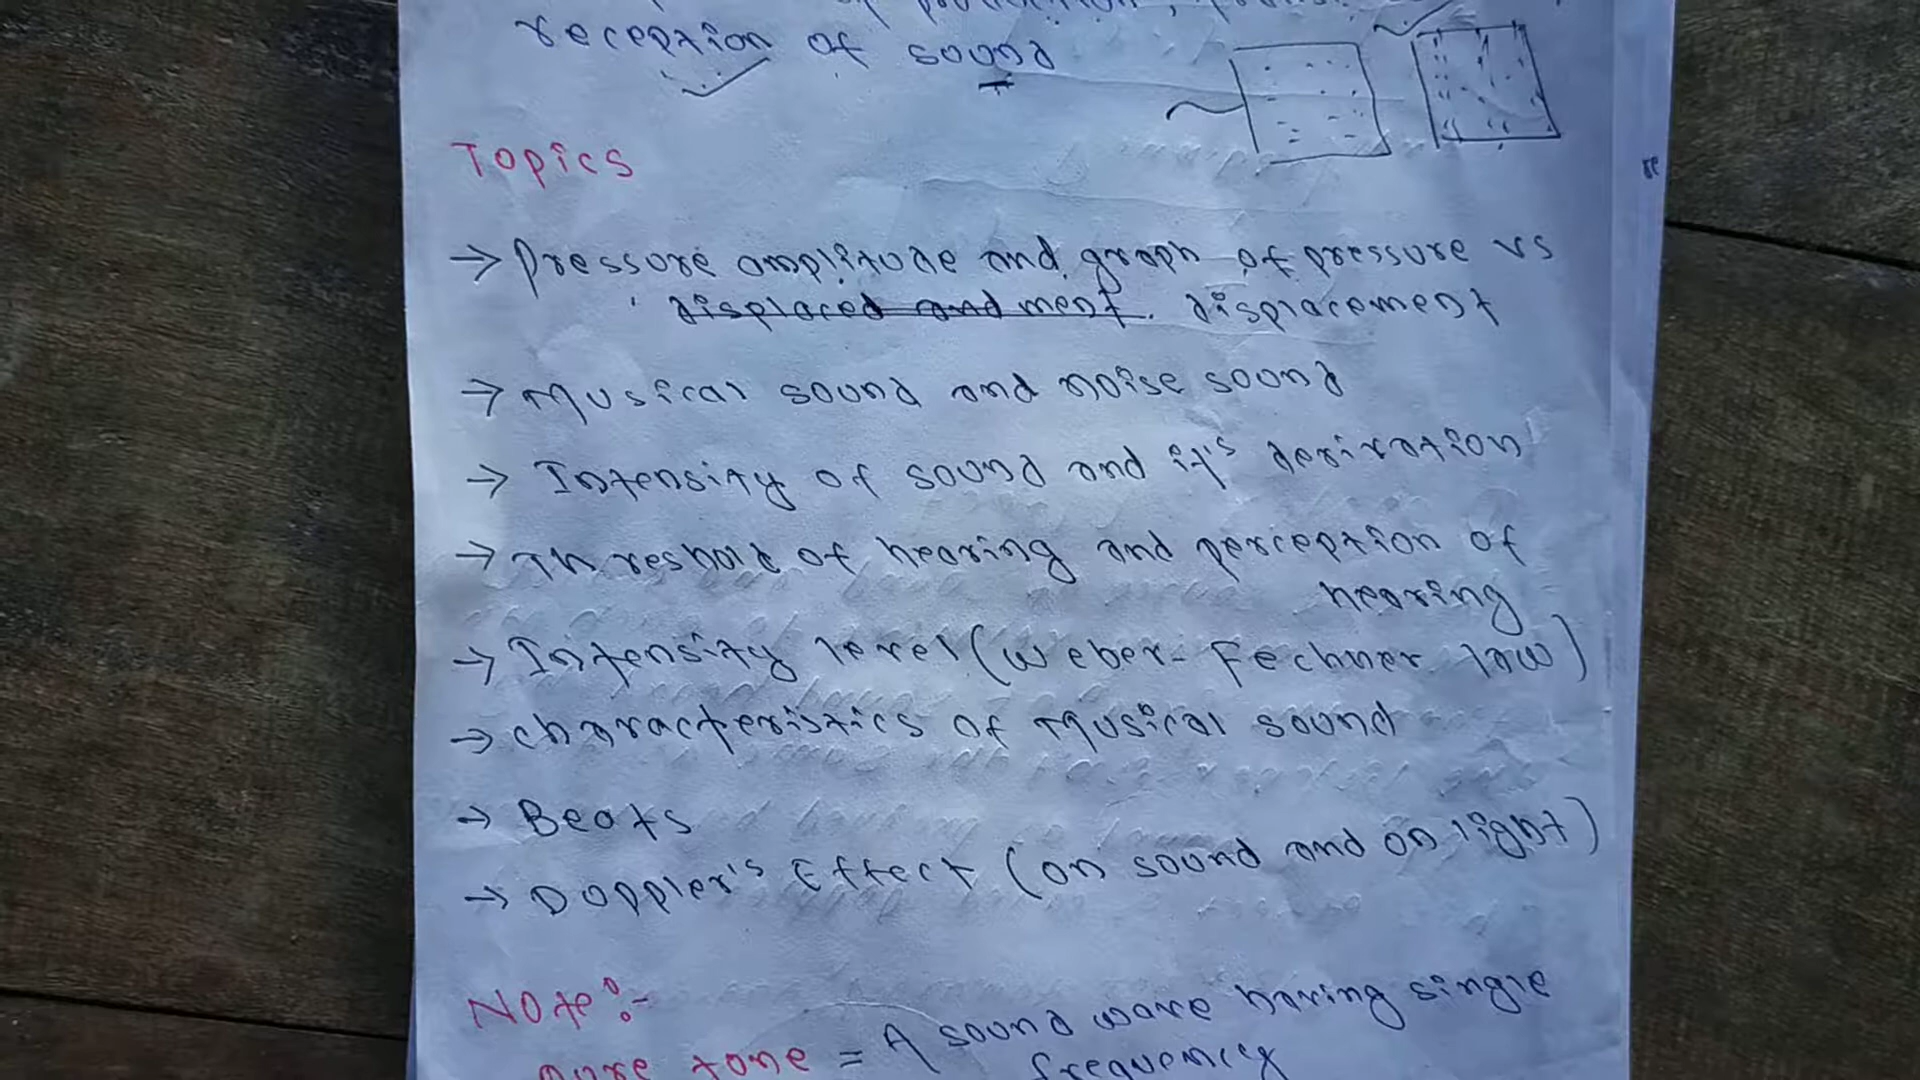 of production,
reception of sound
Topics
→ Pressure amplitude and graph of pressure vs
displaced and ment. displacement
→ Musical sound and noise sound
→ Intensity of sound and it's derivation
→ Threshold of hearing and perception of
hearing
→ Intensity level (Weber-Fechner law)
→ characteristics of Musical sound
→ Beats
→ Doppler's Effect (on sound and on light)
Note:-
pure tone = A sound wave having single
frequency